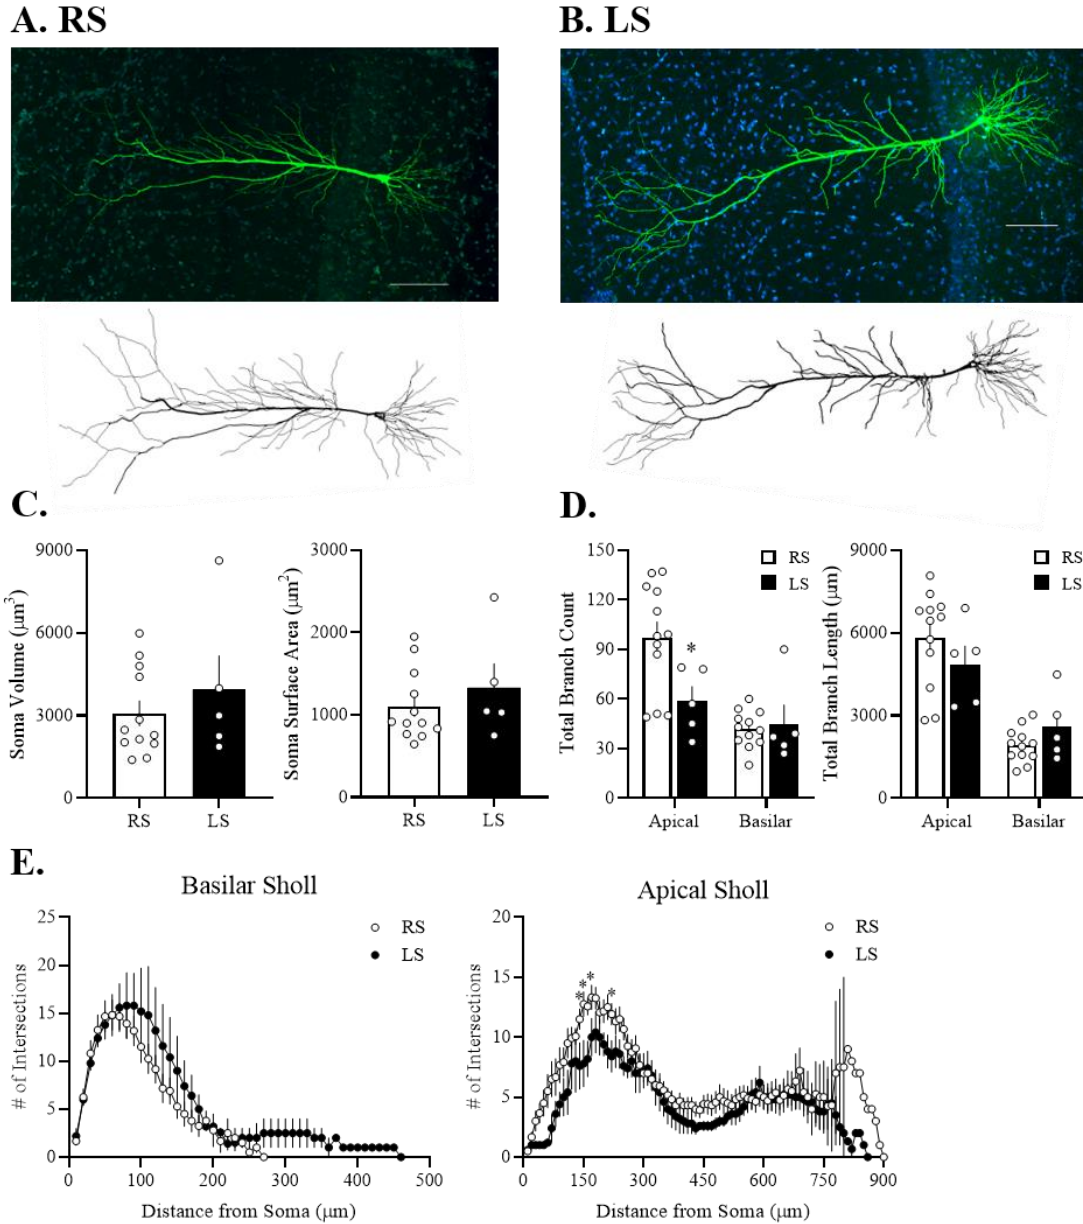 A. RS
B. LS
C.
Soma Volume (μm3)
9000
6000
3000
0
RS
LS
Soma Surface Area (μm2)
3000
2000
1000
0
RS
LS
D.
Total Branch Count
150
120
90
60
30
0
*
RS
LS
Apical
Basilar
Total Branch Length (μm)
9000
6000
3000
0
RS
LS
Apical
Basilar
E.
Basilar Sholl
# of Intersections
25
20
15
10
5
0
RS
LS
0
100
200
300
400
500
Distance from Soma (μm)
Apical Sholl
# of Intersections
20
15
10
5
0
* * * *
RS
LS
0
150
300
450
600
750
900
Distance from Soma (μm)